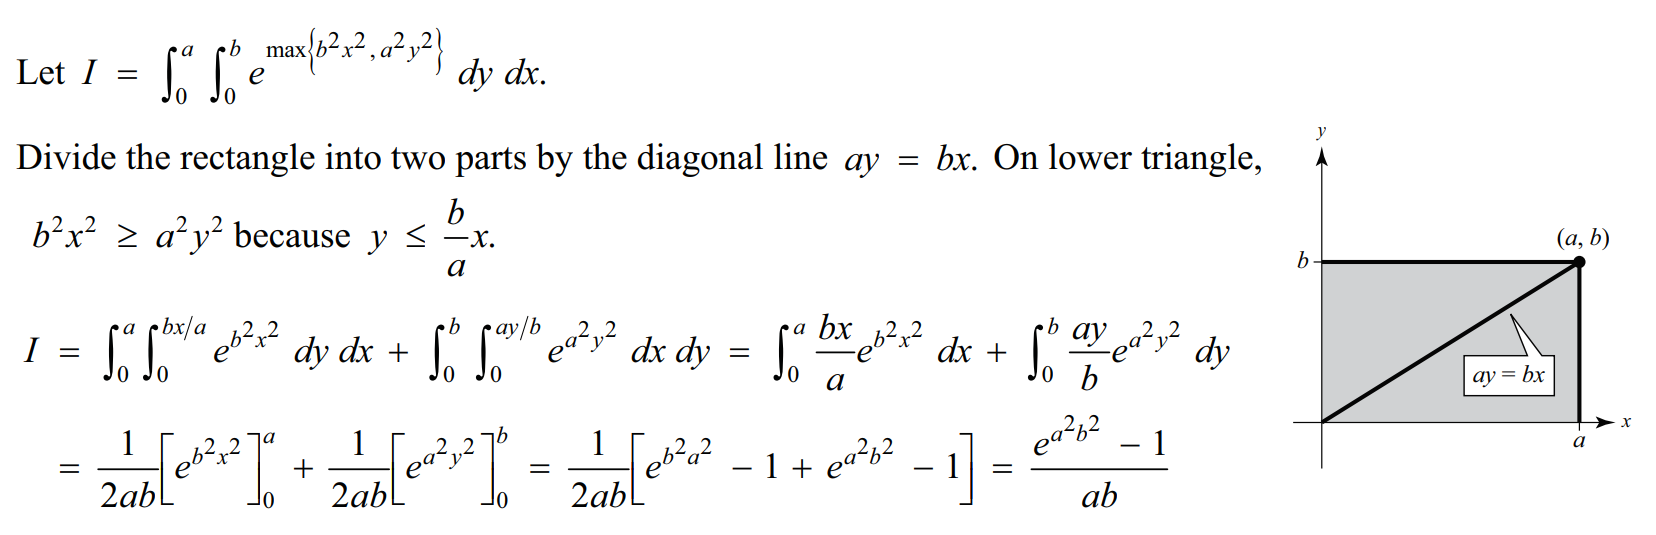 Let I = ∫₀ᵃ ∫₀ᵇ e^(max{b²x², a²y²}) dy dx.
Divide the rectangle into two parts by the diagonal line ay = bx. On lower triangle,
b²x² ≥ a²y² because y ≤ b/a x.
I = ∫₀ᵃ ∫₀^(bx/a) e^(b²x²) dy dx + ∫₀ᵇ ∫₀^(ay/b) e^(a²y²) dx dy = ∫₀ᵃ bx/a e^(b²x²) dx + ∫₀ᵇ ay/b e^(a²y²) dy
= 1/(2ab) [e^(b²x²)]₀ᵃ + 1/(2ab) [e^(a²y²)]₀ᵇ = 1/(2ab) [e^(b²a²) − 1 + e^(a²b²) − 1] = (e^(a²b²) − 1)/(ab)
y
(a, b)
b
ay = bx
x
a